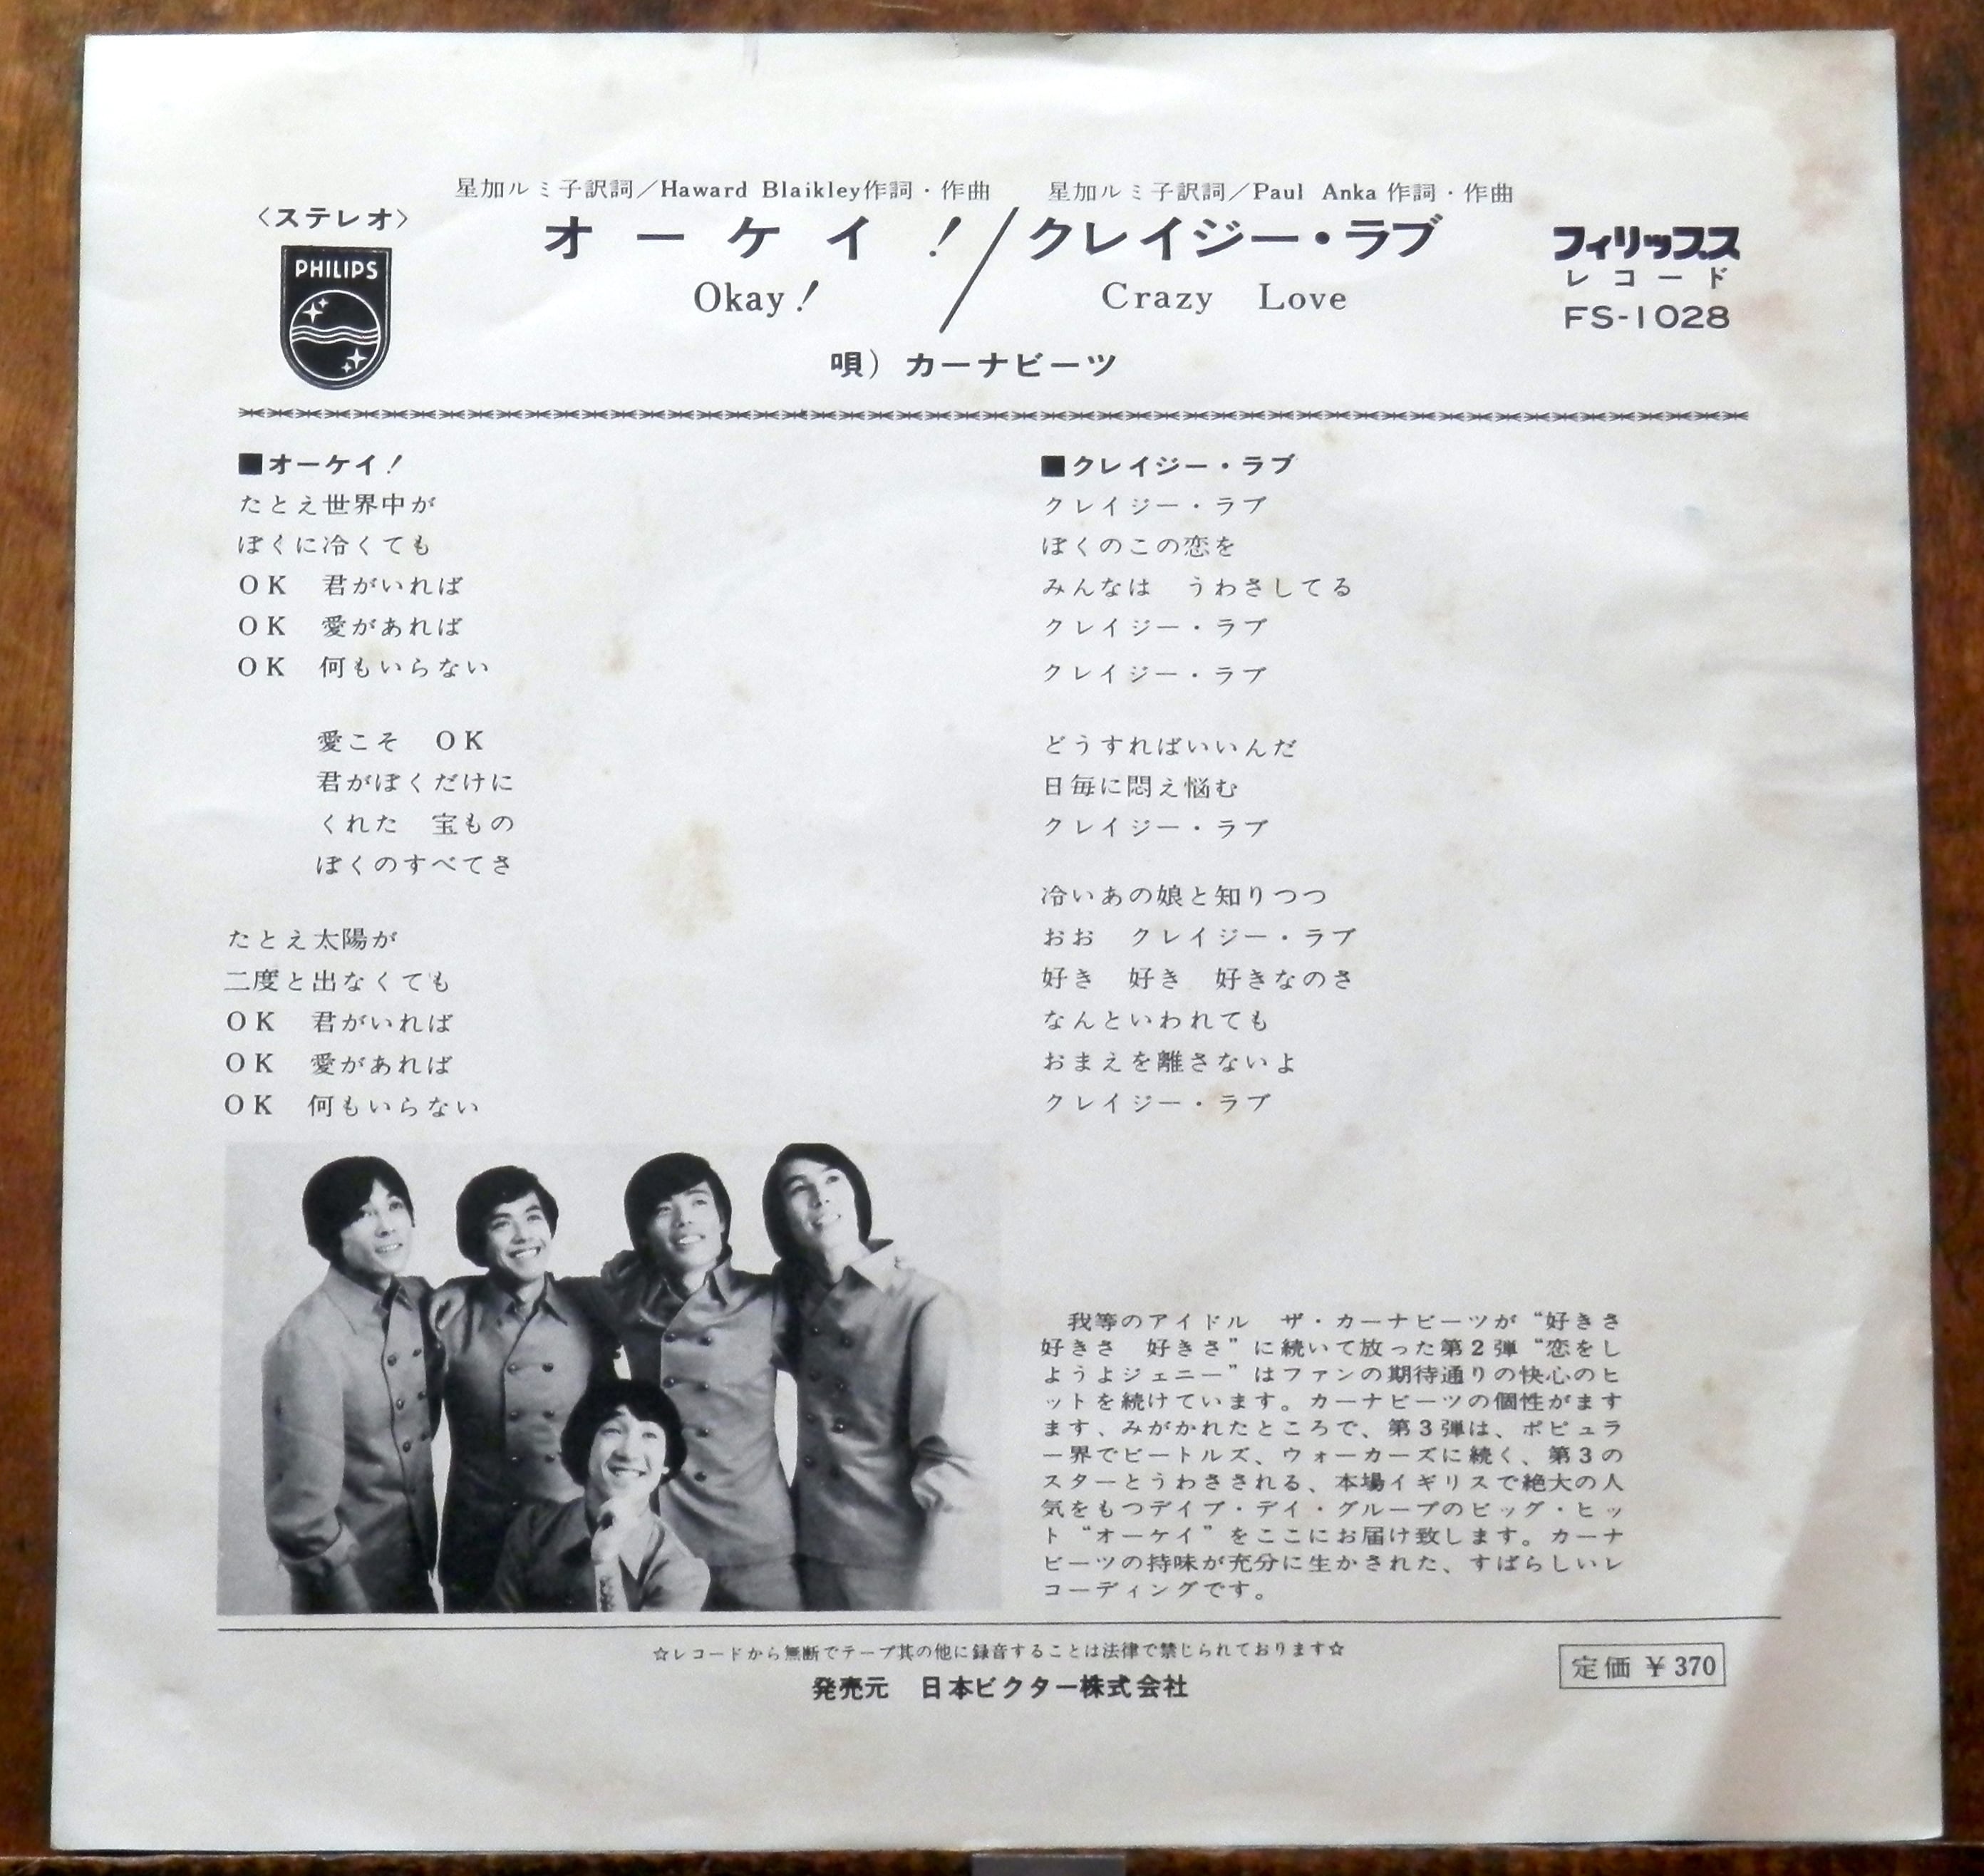 星加ルミ子訳詞／Haward Blaikley作詞・作曲　星加ルミ子訳詞／Paul Anka 作詞・作曲
〈ステレオ〉
PHILIPS
オーケイ！／クレイジー・ラブ
Okay！　Crazy Love
唄）カーナビーツ
フィリップス
レコード
FS-1028
■オーケイ！
たとえ世界中が
ぼくに冷くても
OK　君がいれば
OK　愛があれば
OK　何もいらない
愛こそ　OK
君がぼくだけに
くれた　宝もの
ぼくのすべてさ
たとえ太陽が
二度と出なくても
OK　君がいれば
OK　愛があれば
OK　何もいらない
■クレイジー・ラブ
クレイジー・ラブ
ぼくのこの恋を
みんなは　うわさしてる
クレイジー・ラブ
クレイジー・ラブ
どうすればいいんだ
日毎に悶え悩む
クレイジー・ラブ
冷いあの娘と知りつつ
おお　クレイジー・ラブ
好き　好き　好きなのさ
なんといわれても
おまえを離さないよ
クレイジー・ラブ
我等のアイドル　ザ・カーナビーツが“好きさ
好きさ　好きさ”に続いて放った第2弾“恋をし
ようよジェニー”はファンの期待通りの快心のヒ
ットを続けています。カーナビーツの個性がます
ます、みがかれたところで、第3弾は、ポピュラ
ー界でビートルズ、ウォーカーズに続く、第3の
スターとうわさされる、本場イギリスで絶大の人
気をもつデイブ・デイ・グループのビッグ・ヒッ
ト“オーケイ”をここにお届け致します。カーナ
ビーツの持味が充分に生かされた、すばらしいレ
コーディングです。
☆レコードから無断でテープ其の他に録音することは法律で禁じられております☆
発売元　日本ビクター株式会社
定価 ¥370